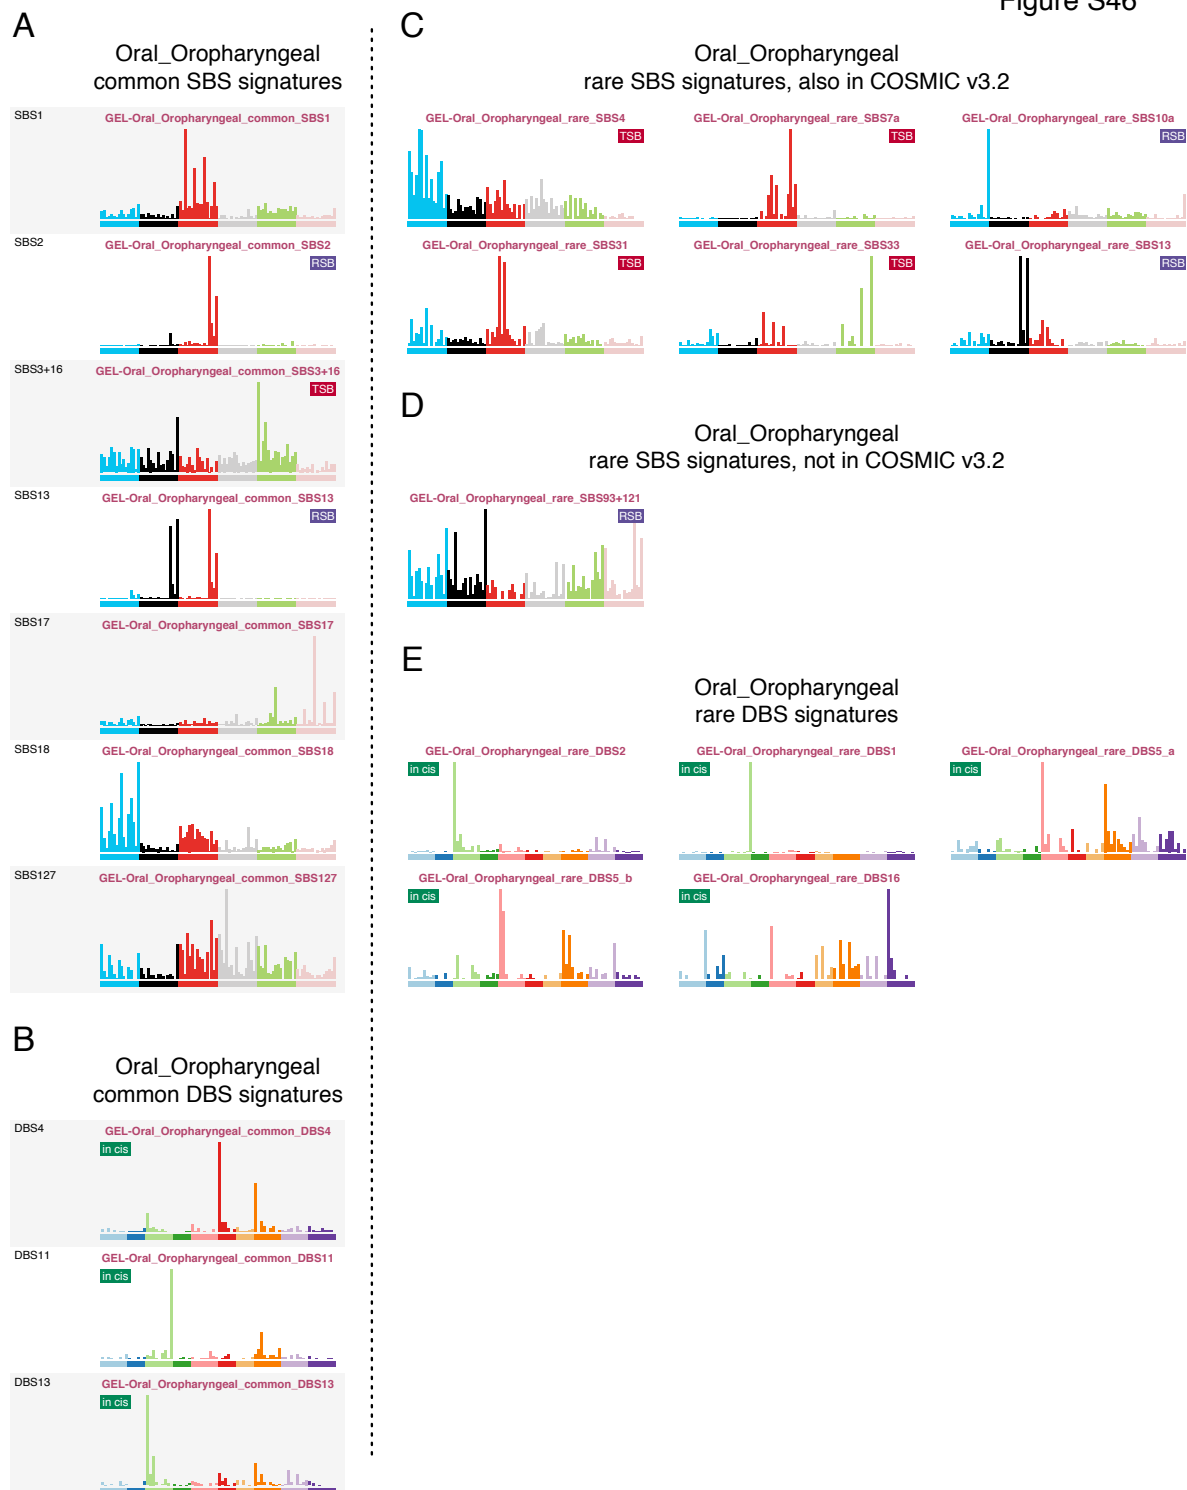 Figure S46
A
Oral_Oropharyngeal
common SBS signatures
SBS1
GEL-Oral_Oropharyngeal_common_SBS1
SBS2
GEL-Oral_Oropharyngeal_common_SBS2
RSB
SBS3+16
GEL-Oral_Oropharyngeal_common_SBS3+16
TSB
SBS13
GEL-Oral_Oropharyngeal_common_SBS13
RSB
SBS17
GEL-Oral_Oropharyngeal_common_SBS17
SBS18
GEL-Oral_Oropharyngeal_common_SBS18
SBS127
GEL-Oral_Oropharyngeal_common_SBS127
B
Oral_Oropharyngeal
common DBS signatures
DBS4
GEL-Oral_Oropharyngeal_common_DBS4
in cis
DBS11
GEL-Oral_Oropharyngeal_common_DBS11
in cis
DBS13
GEL-Oral_Oropharyngeal_common_DBS13
in cis
C
Oral_Oropharyngeal
rare SBS signatures, also in COSMIC v3.2
GEL-Oral_Oropharyngeal_rare_SBS4
TSB
GEL-Oral_Oropharyngeal_rare_SBS7a
TSB
GEL-Oral_Oropharyngeal_rare_SBS10a
RSB
GEL-Oral_Oropharyngeal_rare_SBS31
TSB
GEL-Oral_Oropharyngeal_rare_SBS33
TSB
GEL-Oral_Oropharyngeal_rare_SBS13
RSB
D
Oral_Oropharyngeal
rare SBS signatures, not in COSMIC v3.2
GEL-Oral_Oropharyngeal_rare_SBS93+121
RSB
E
Oral_Oropharyngeal
rare DBS signatures
GEL-Oral_Oropharyngeal_rare_DBS2
in cis
GEL-Oral_Oropharyngeal_rare_DBS1
in cis
GEL-Oral_Oropharyngeal_rare_DBS5_a
in cis
GEL-Oral_Oropharyngeal_rare_DBS5_b
in cis
GEL-Oral_Oropharyngeal_rare_DBS16
in cis